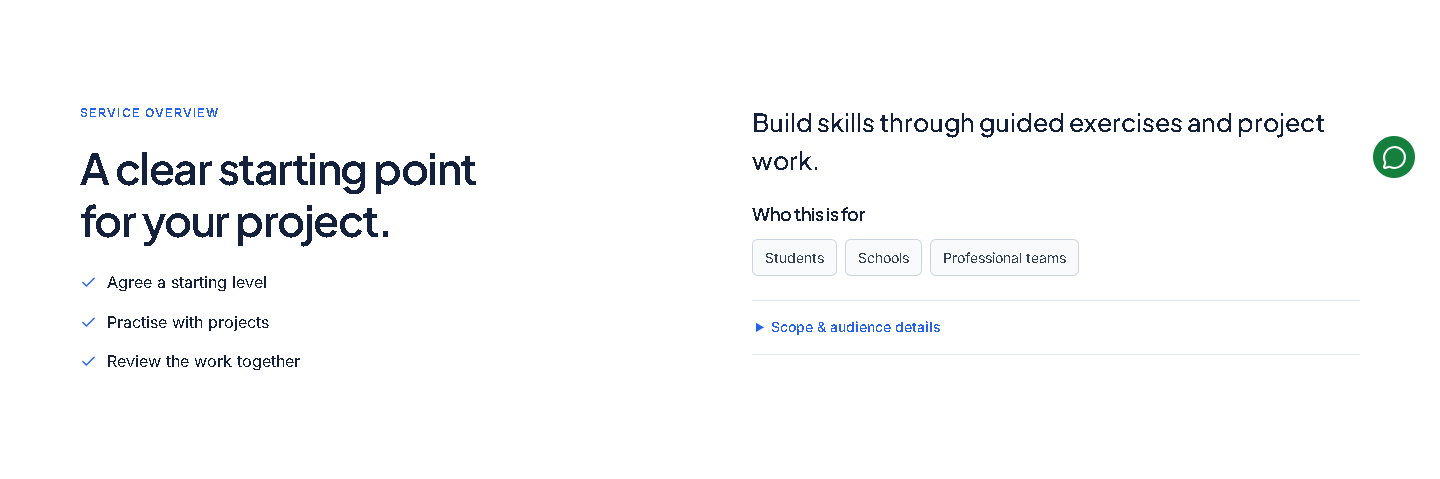 SERVICE OVERVIEW
A clear starting point
for your project.
Agree a starting level
Practise with projects
Review the work together
Build skills through guided exercises and project
work.
Who this is for
Students
Schools
Professional teams
Scope & audience details